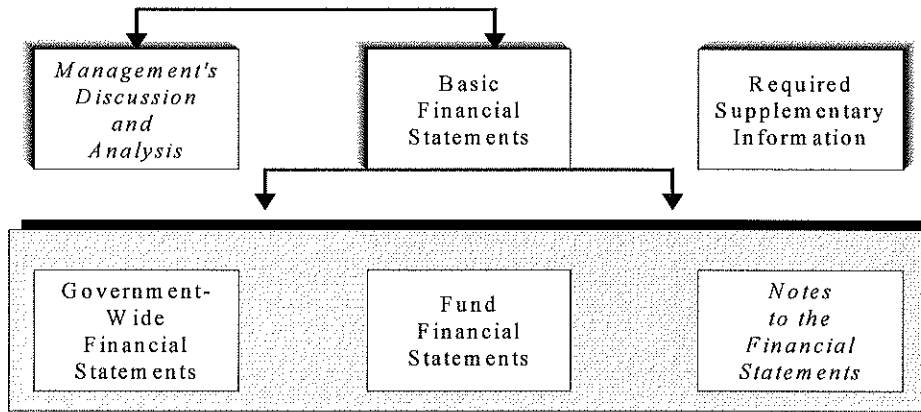 Management's
Discussion
and
Analysis
Basic
Financial
Statements
Required
Supplementary
Information
Government-
Wide
Financial
Statements
Fund
Financial
Statements
Notes
to the
Financial
Statements